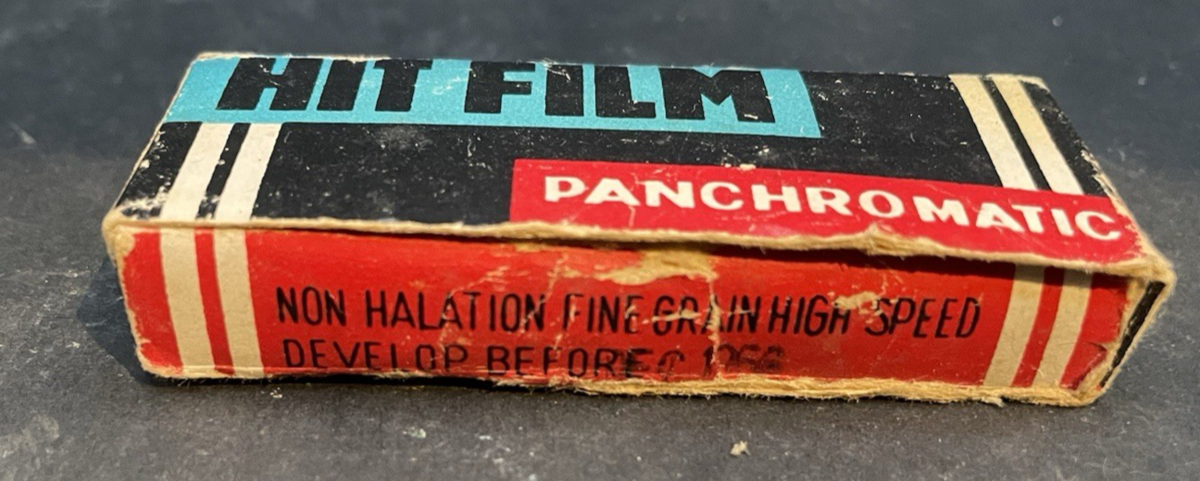 HIT FILM
PANCHROMATIC
NON HALATION FINE GRAIN HIGH SPEED
DEVELOP BEFORE